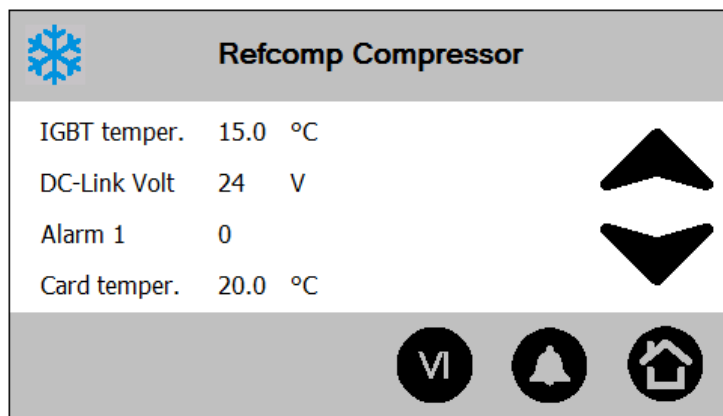 Refcomp Compressor
IGBT temper. 15.0 °C
DC-Link Volt 24 V
Alarm 1 0
Card temper. 20.0 °C
VI